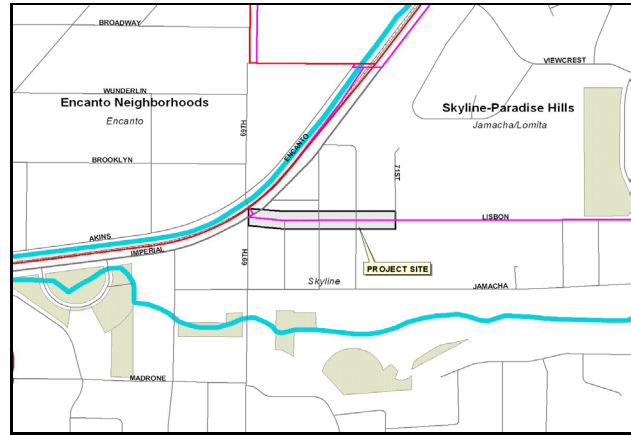 BROADWAY
VIEWCREST
WUNDERLIN
Encanto Neighborhoods
Encanto
Skyline-Paradise Hills
Jamacha/Lomita
69TH
ENCANTO
BROOKLYN
71ST
LISBON
AKINS
IMPERIAL
69TH
PROJECT SITE
Skyline
JAMACHA
MADRONE